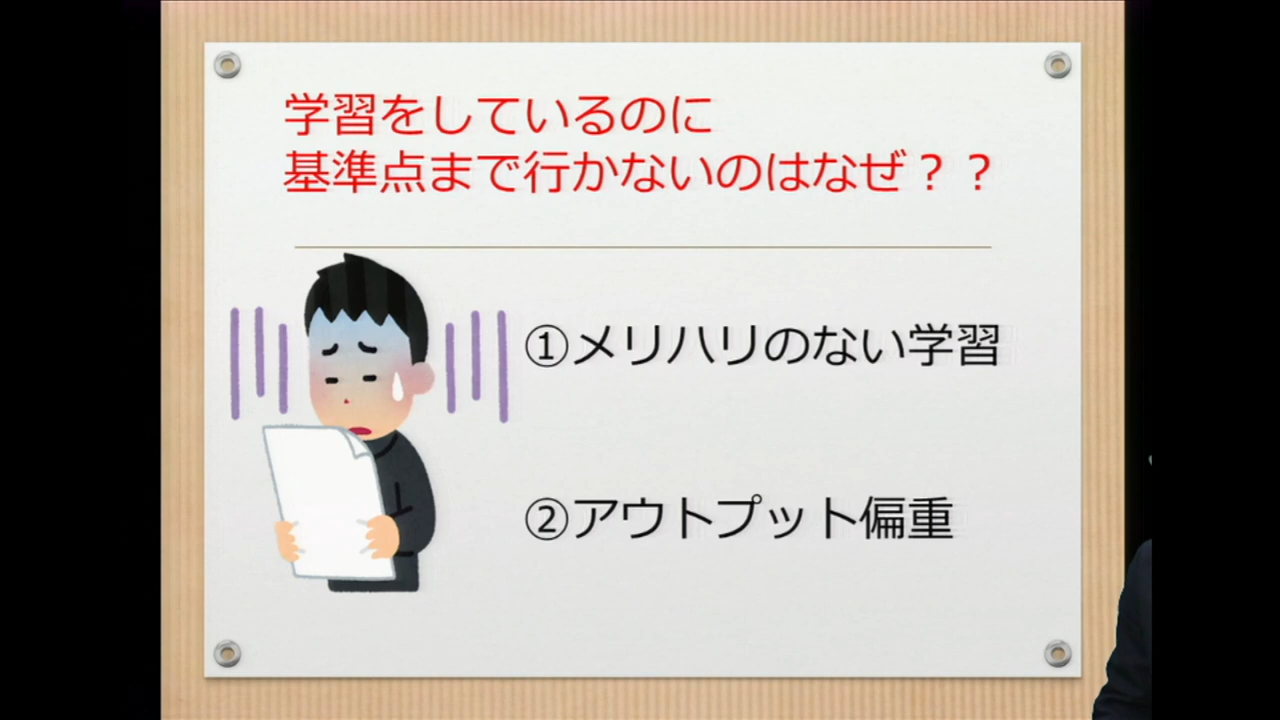 学習をしているのに
基準点まで行かないのはなぜ？？
①メリハリのない学習
②アウトプット偏重